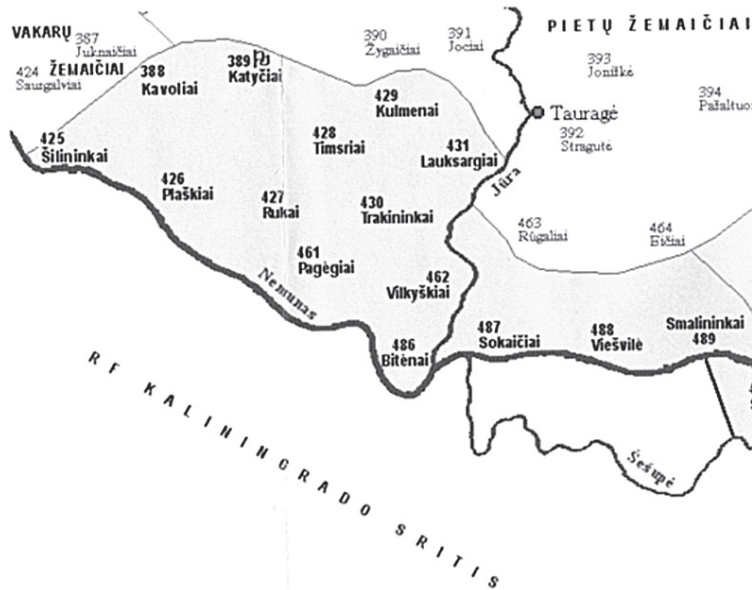 VAKARŲ
ŽEMAIČIAI
PIETŲ ŽEMAIČIAI
387
Juknaičiai
424
Saurgalviai
388
Kavoliai
389
Katyčiai
390
Žygaičiai
391
Jociai
393
Joniškė
394
Tauragė
392
Stragutė
425
Šilininkai
426
Plaškiai
427
Rukai
428
Timsriai
429
Kulmenai
431
Lauksargiai
430
Trakininkai
Jūra
461
Pagėgiai
462
Vilkyškiai
463
Rūgaliai
464
Eičiai
Nemunas
486
Bitėnai
487
Sokaičiai
488
Viešvilė
Smalininkai
489
Šešupė
RF KALININGRADO SRITIS